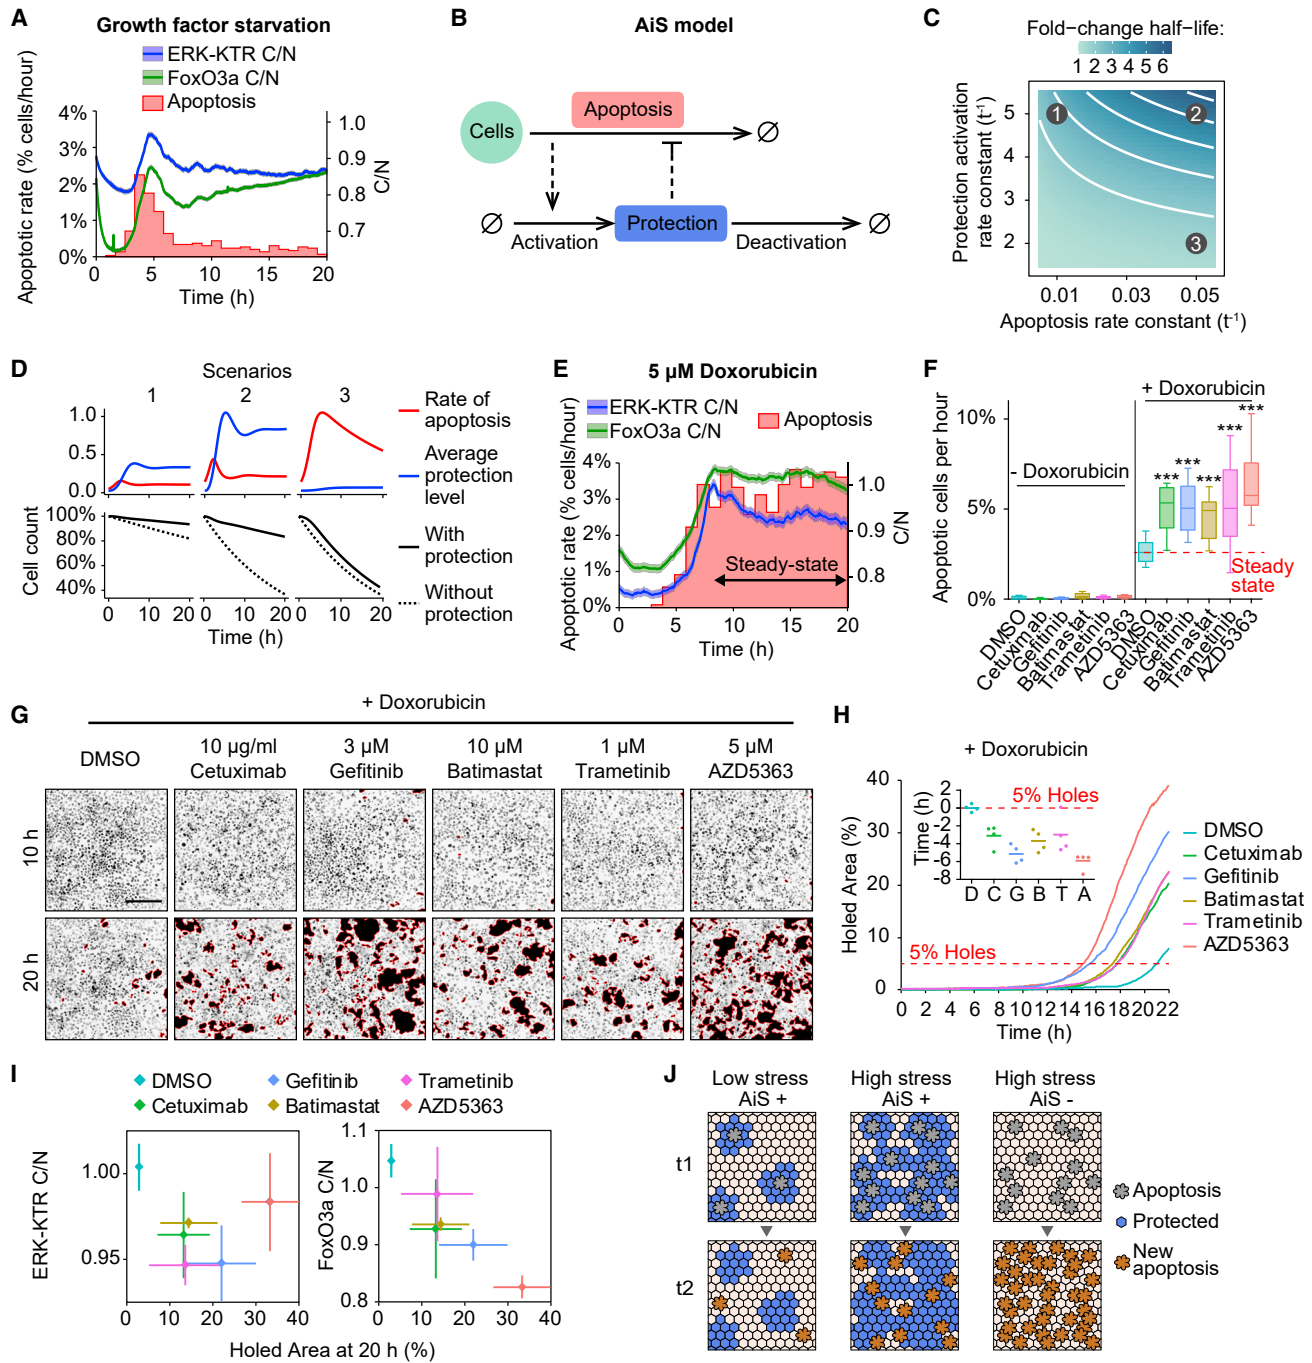 A
Growth factor starvation
ERK-KTR C/N
FoxO3a C/N
Apoptosis
Apoptotic rate (% cells/hour)
4%
3%
2%
1%
0%
1.0
0.9
0.8
0.7
C/N
0 5 10 15 20
Time (h)
B
AiS model
Cells
Apoptosis
∅
∅
Activation
Protection
Deactivation
∅
C
Fold−change half−life:
1 2 3 4 5 6
Protection activation
rate constant (t⁻¹)
5
4
3
2
1
2
3
0.01 0.03 0.05
Apoptosis rate constant (t⁻¹)
D
Scenarios
1 2 3
1.0
0.5
0.0
Rate of
apoptosis
Average
protection
level
Cell count
100%
80%
60%
40%
With
protection
Without
protection
0 10 20 0 10 20 0 10 20
Time (h) Time (h)
E
5 µM Doxorubicin
ERK-KTR C/N
FoxO3a C/N
Apoptosis
Apoptotic rate (% cells/hour)
4%
3%
2%
1%
0%
Steady-state
1.0
0.9
0.8
C/N
0 5 10 15 20
Time (h)
F
+ Doxorubicin
- Doxorubicin
Apoptotic cells per hour
10%
5%
0%
*** *** *** *** ***
Steady
state
DMSO
Cetuximab
Gefitinib
Batimastat
Trametinib
AZD5363
DMSO
Cetuximab
Gefitinib
Batimastat
Trametinib
AZD5363
G
+ Doxorubicin
DMSO
10 µg/ml
Cetuximab
3 µM
Gefitinib
10 µM
Batimastat
1 µM
Trametinib
5 µM
AZD5363
10 h
20 h
H
+ Doxorubicin
Holed Area (%)
40
30
20
10
0
Time (h)
2
0
-2
-4
-6
-8
5% Holes
D C G B T A
5% Holes
DMSO
Cetuximab
Gefitinib
Batimastat
Trametinib
AZD5363
0 2 4 6 8 10 12 14 16 18 20 22
Time (h)
I
DMSO
Gefitinib
Trametinib
Cetuximab
Batimastat
AZD5363
ERK-KTR C/N
1.00
0.95
0 10 20 30 40
FoxO3a C/N
1.1
1.0
0.9
0.8
0 10 20 30 40
Holed Area at 20 h (%)
J
Low stress
AiS +
High stress
AiS +
High stress
AiS -
t1
t2
Apoptosis
Protected
New
apoptosis